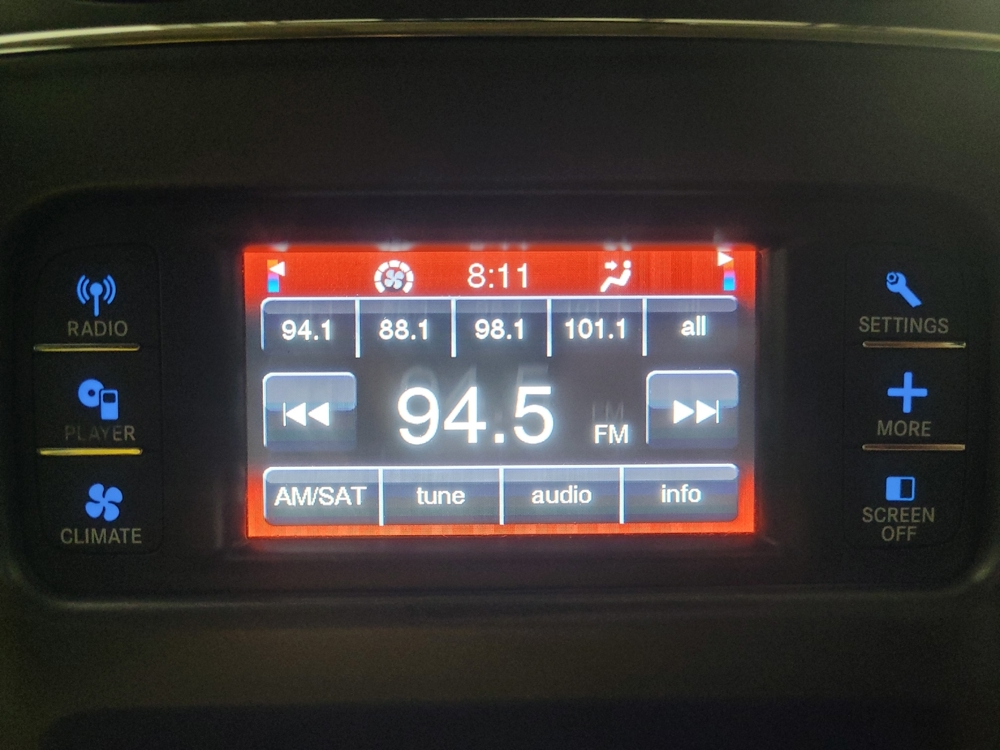 8:11
94.1 88.1 98.1 101.1 all
94.5 FM
AM/SAT tune audio info
RADIO
PLAYER
CLIMATE
SETTINGS
MORE
SCREEN
OFF